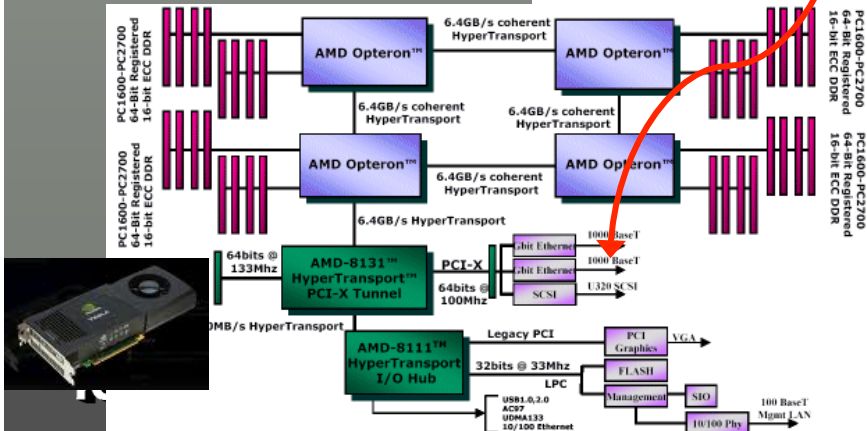 6.4GB/s coherent
HyperTransport
AMD Opteron™
AMD Opteron™
PC1600-PC2700
64-Bit Registered
16-bit ECC DDR
PC1600-PC2700
64-Bit Registered
16-bit ECC DDR
6.4GB/s coherent
HyperTransport
6.4GB/s coherent
HyperTransport
AMD Opteron™
AMD Opteron™
6.4GB/s coherent
HyperTransport
PC1600-PC2700
64-Bit Registered
16-bit ECC DDR
PC1600-PC2700
64-Bit Registered
16-bit ECC DDR
6.4GB/s HyperTransport
64bits @
133Mhz
AMD-8131™
HyperTransport™
PCI-X Tunnel
PCI-X
64bits @
100Mhz
Gbit Ethernet
1000 BaseT
Gbit Ethernet
1000 BaseT
SCSI
U320 SCSI
0MB/s HyperTransport
AMD-8111™
HyperTransport
I/O Hub
Legacy PCI
PCI
Graphics
VGA
32bits @ 33Mhz
FLASH
LPC
Management
SIO
100 BaseT
Mgmt LAN
10/100 Phy
USB1.0,2.0
AC97
UDMA133
10/100 Ethernet